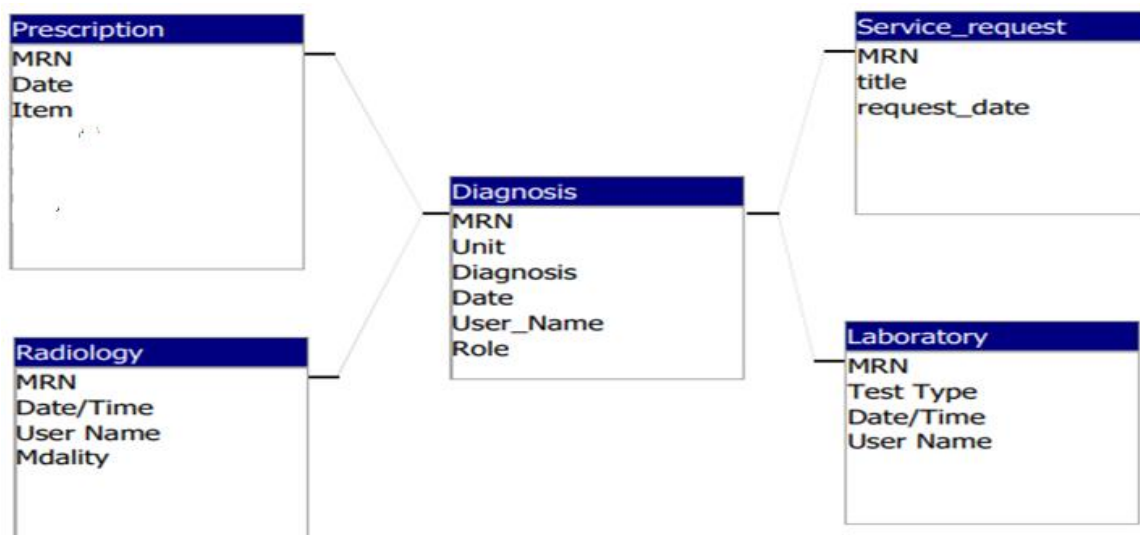 Prescription
MRN
Date
Item
Service_request
MRN
title
request_date
Diagnosis
MRN
Unit
Diagnosis
Date
User_Name
Role
Radiology
MRN
Date/Time
User Name
Mdality
Laboratory
MRN
Test Type
Date/Time
User Name